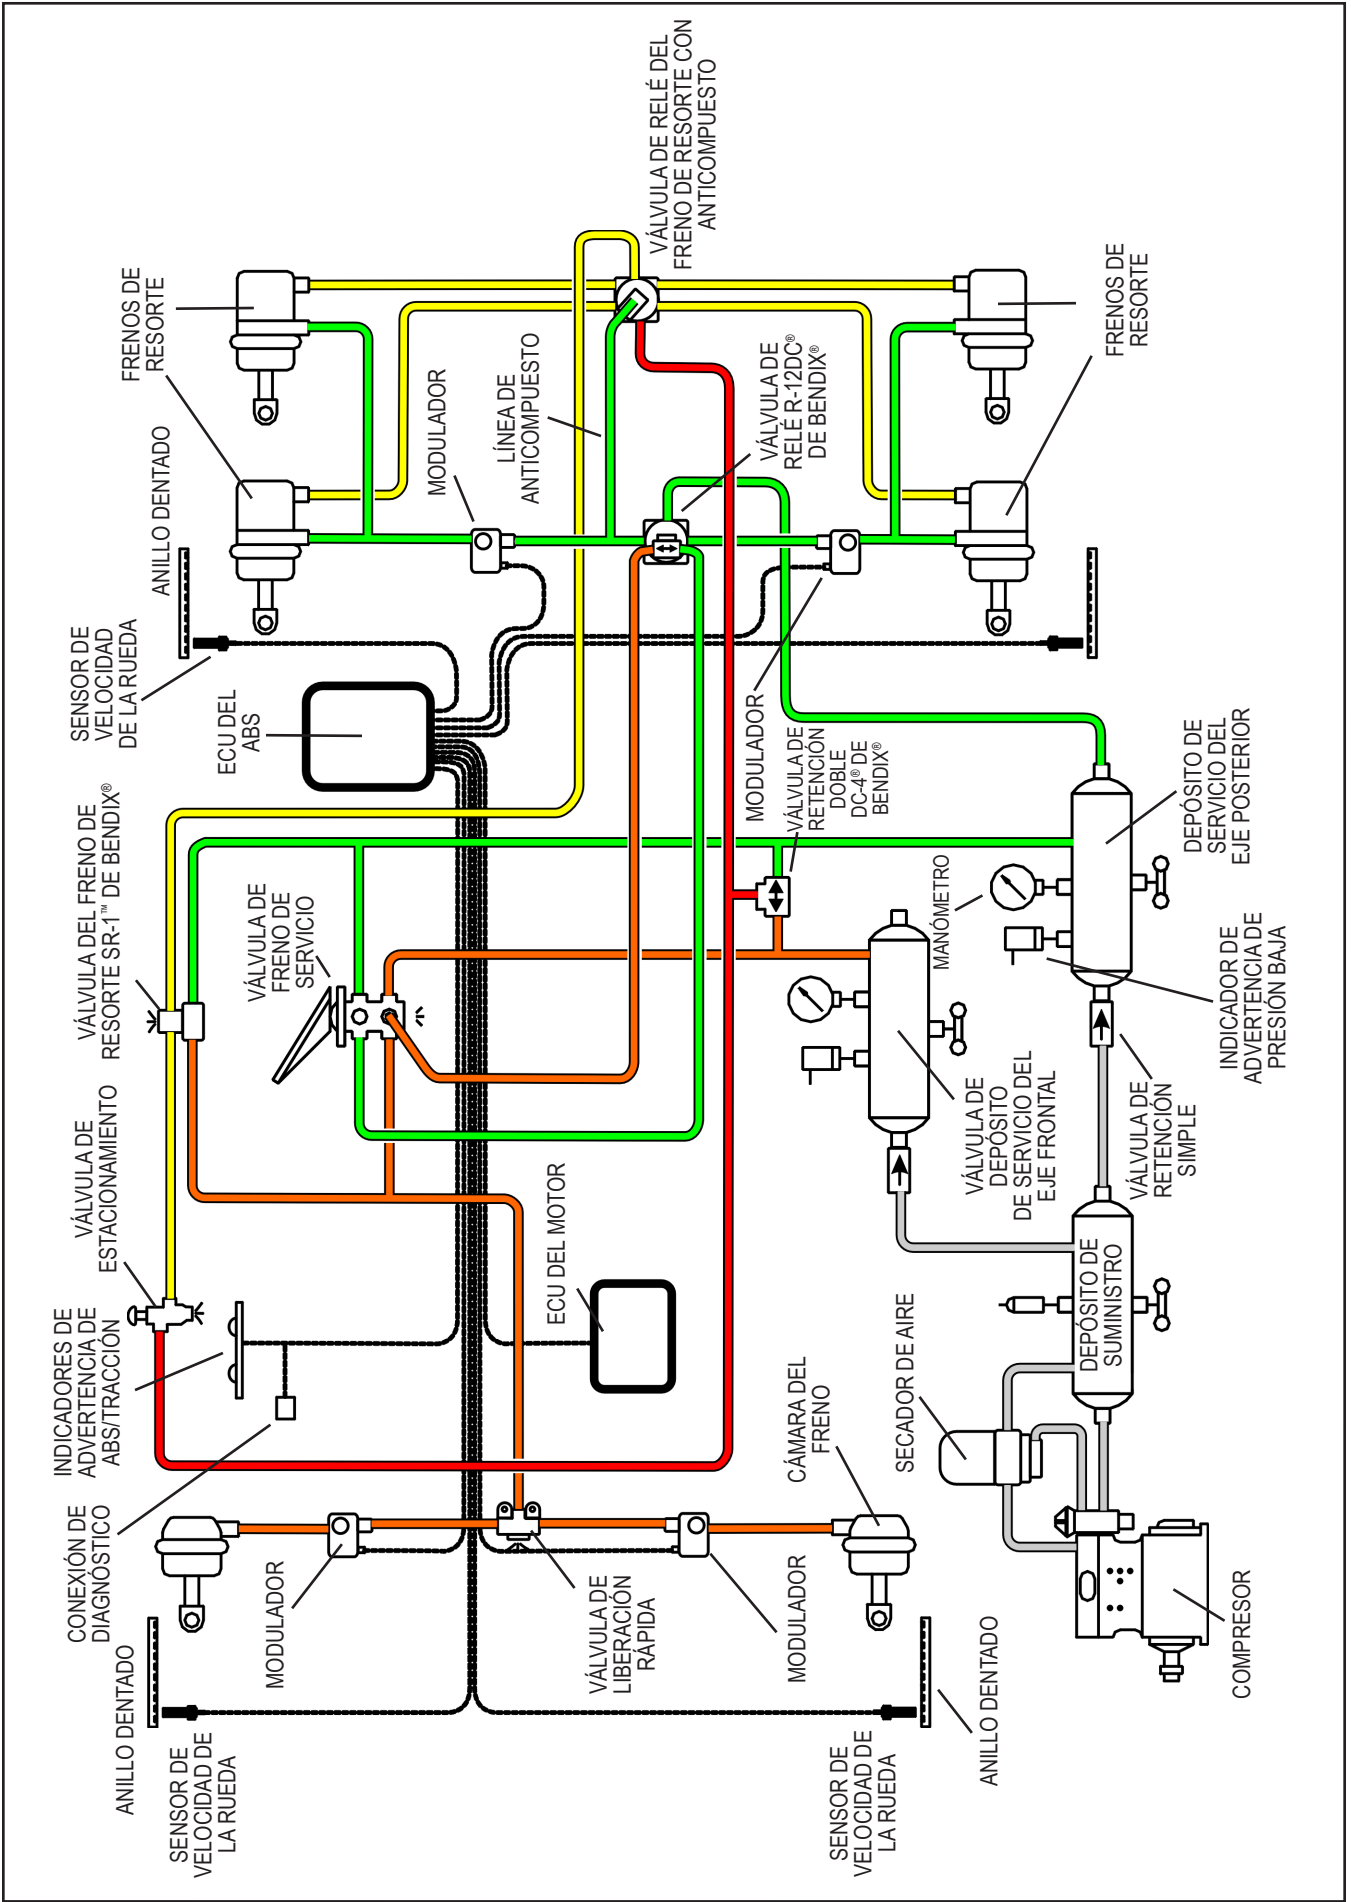 FRENOS DE
RESORTE
ANILLO DENTADO
SENSOR DE
VELOCIDAD
DE LA RUEDA
ECU DEL
ABS
VÁLVULA DEL FRENO DE
RESORTE SR-1™ DE BENDIX®
VÁLVULA DE
FRENO DE
SERVICIO
VÁLVULA DE
ESTACIONAMIENTO
INDICADORES DE
ADVERTENCIA DE
ABS/TRACCIÓN
CONEXIÓN DE
DIAGNÓSTICO
ANILLO DENTADO
SENSOR DE
VELOCIDAD DE
LA RUEDA
MODULADOR
VÁLVULA DE
LIBERACIÓN
RÁPIDA
MODULADOR
ECU DEL MOTOR
CÁMARA DEL
FRENO
SENSOR DE
VELOCIDAD DE
LA RUEDA
ANILLO DENTADO
SECADOR DE AIRE
COMPRESOR
DEPÓSITO DE
SUMINISTRO
VÁLVULA DE
RETENCIÓN
SIMPLE
VÁLVULA DE
DEPÓSITO
DE SERVICIO DEL
EJE FRONTAL
INDICADOR DE
ADVERTENCIA DE
PRESIÓN BAJA
MANÓMETRO
DEPÓSITO DE
SERVICIO DEL
EJE POSTERIOR
VÁLVULA DE
RETENCIÓN
DOBLE
DC-4® DE
BENDIX®
MODULADOR
MODULADOR
LÍNEA DE
ANTICOMPUESTO
VÁLVULA DE
RELÉ R-12DC®
DE BENDIX®
VÁLVULA DE RELÉ DEL
FRENO DE RESORTE CON
ANTICOMPUESTO
FRENOS DE
RESORTE